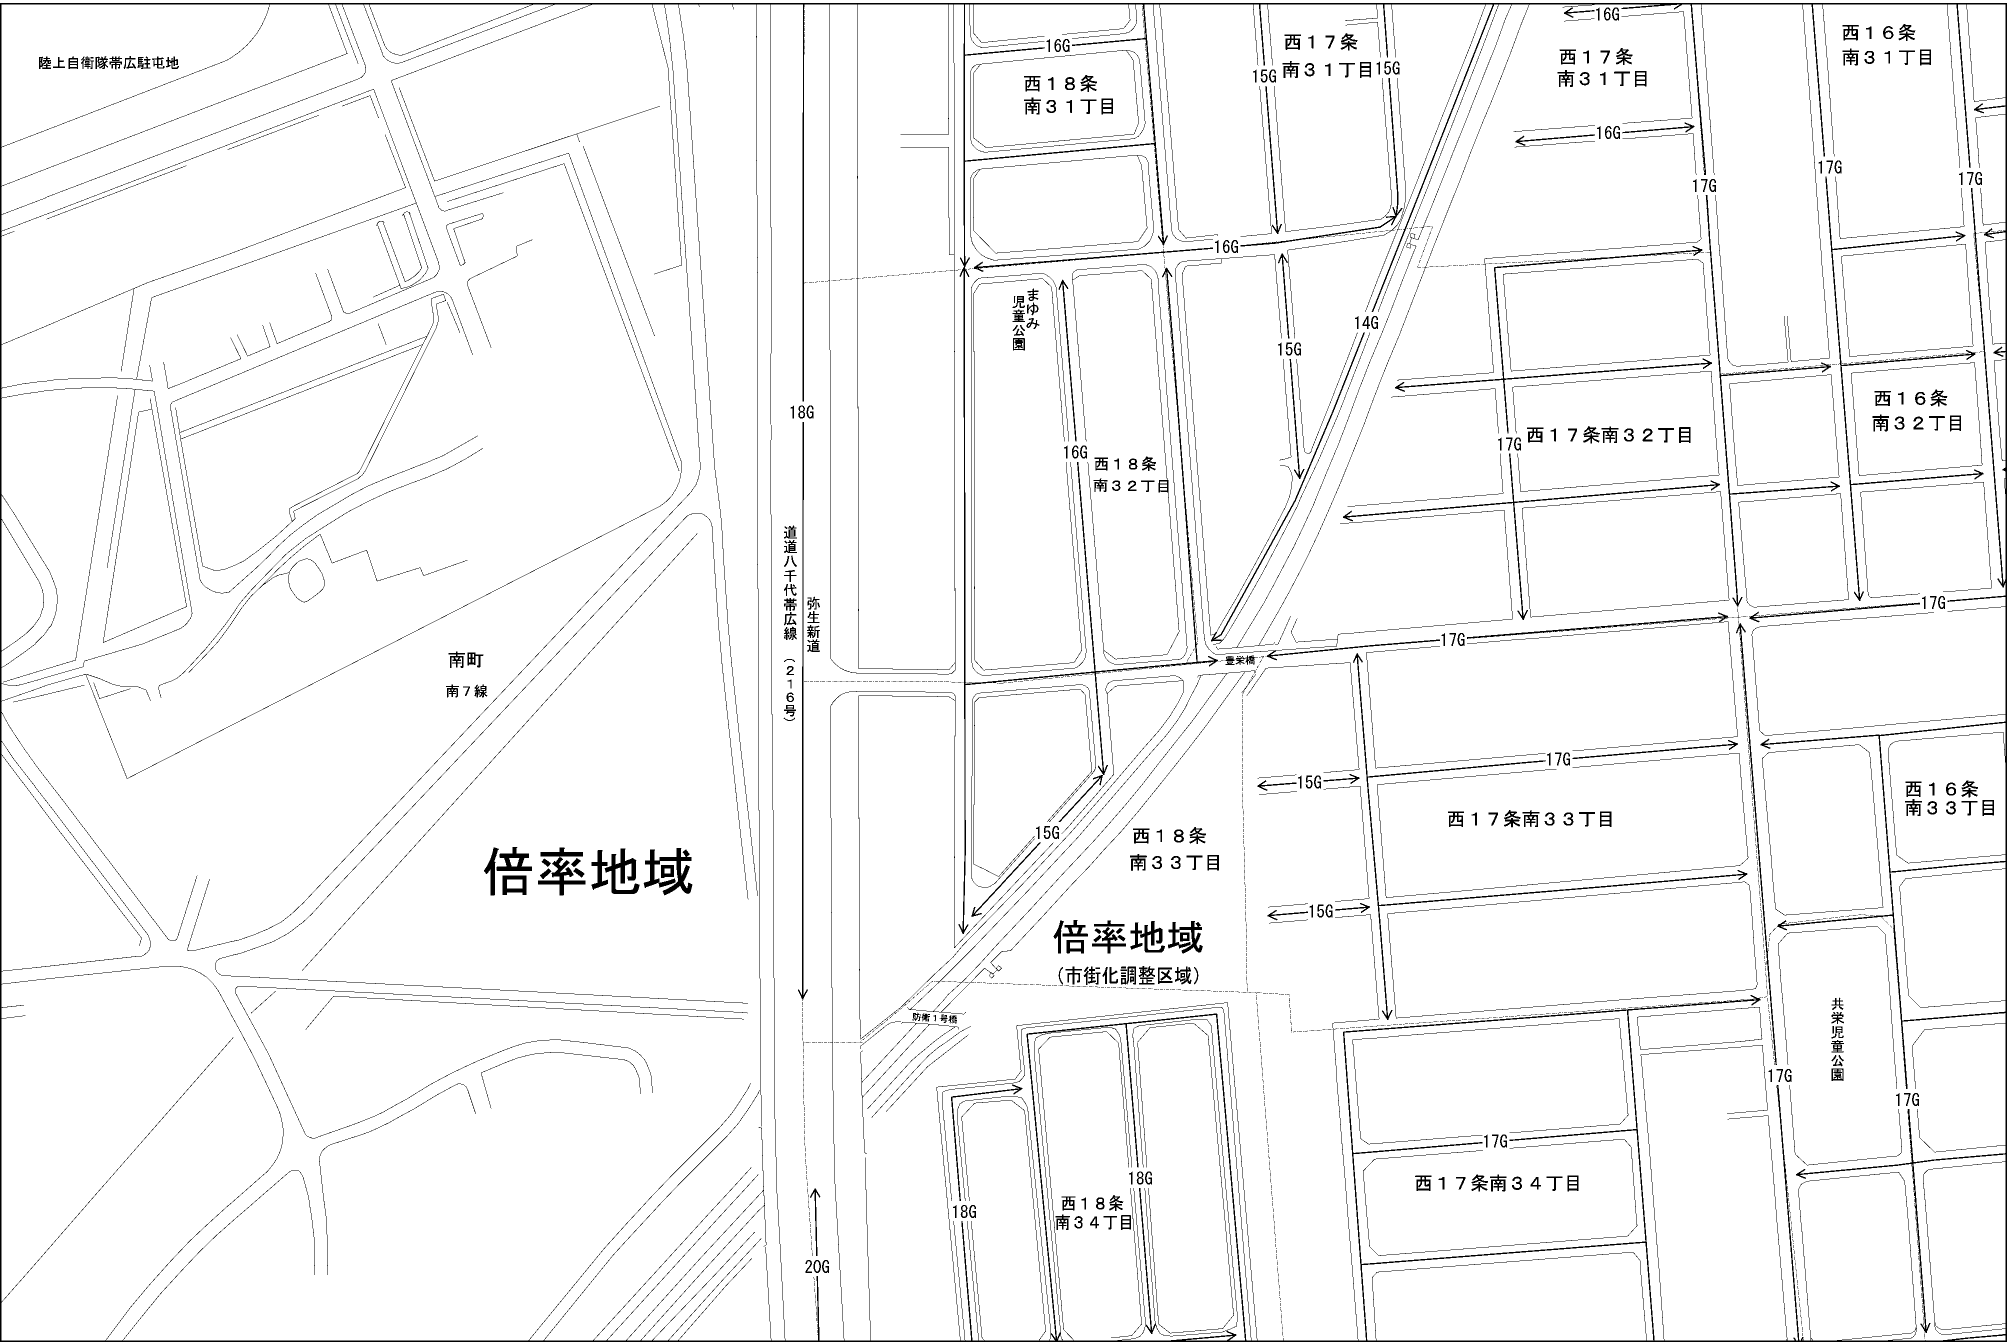 陸上自衛隊帯広駐屯地
16G
西１８条
南３１丁目
西１７条
南３１丁目
15G
15G
16G
西１７条
南３１丁目
16G
西１６条
南３１丁目
17G
17G
17G
16G
まゆみ
児童公園
14G
15G
18G
16G
西１８条
南３２丁目
17G
西１７条南３２丁目
西１６条
南３２丁目
道道八千代帯広線（２１６号）
弥生新道
17G
17G
豊栄橋
南町
南７線
17G
15G
西１６条
南３３丁目
西１７条南３３丁目
15G
西１８条
南３３丁目
倍率地域
15G
倍率地域
（市街化調整区域）
防衛１号橋
共栄児童公園
17G
17G
17G
西１７条南３４丁目
18G
18G
西１８条
南３４丁目
20G